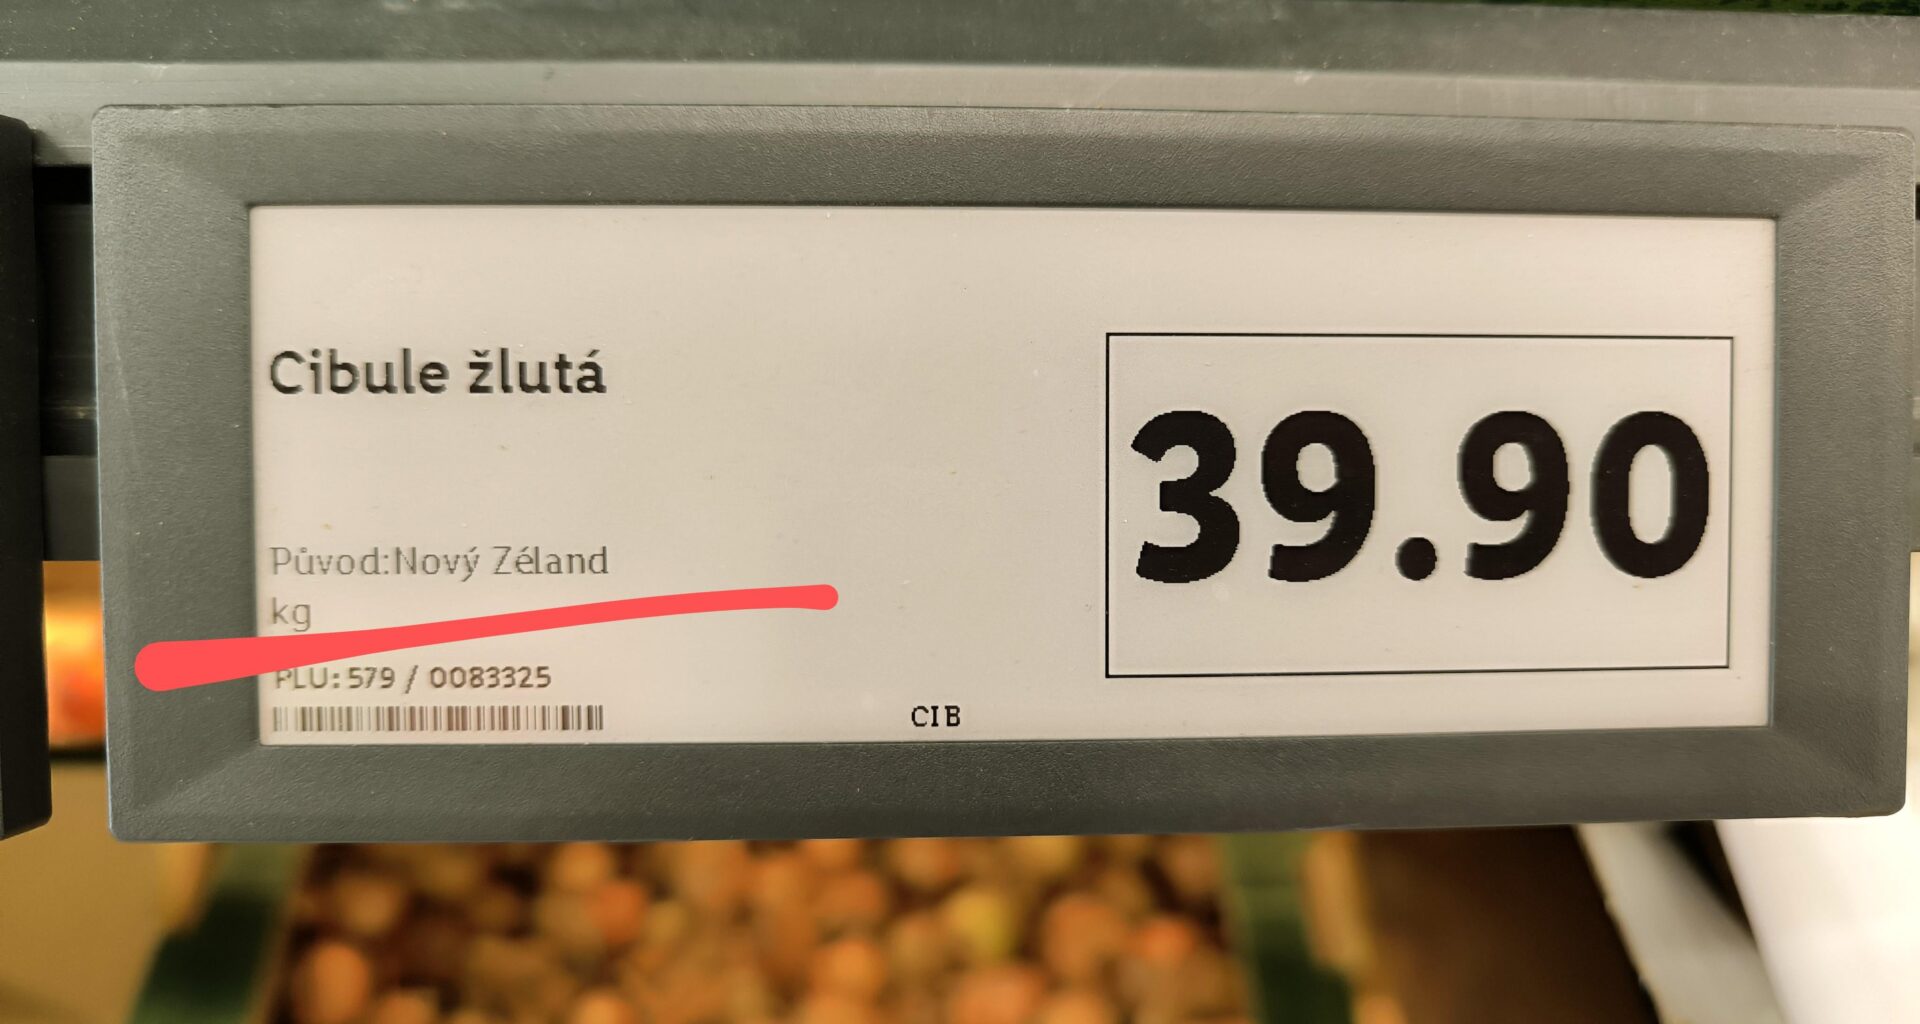 Cibule žlutá
39.90
Původ:Nový Zéland
kg
PLU: 579 / 0083325
CIB